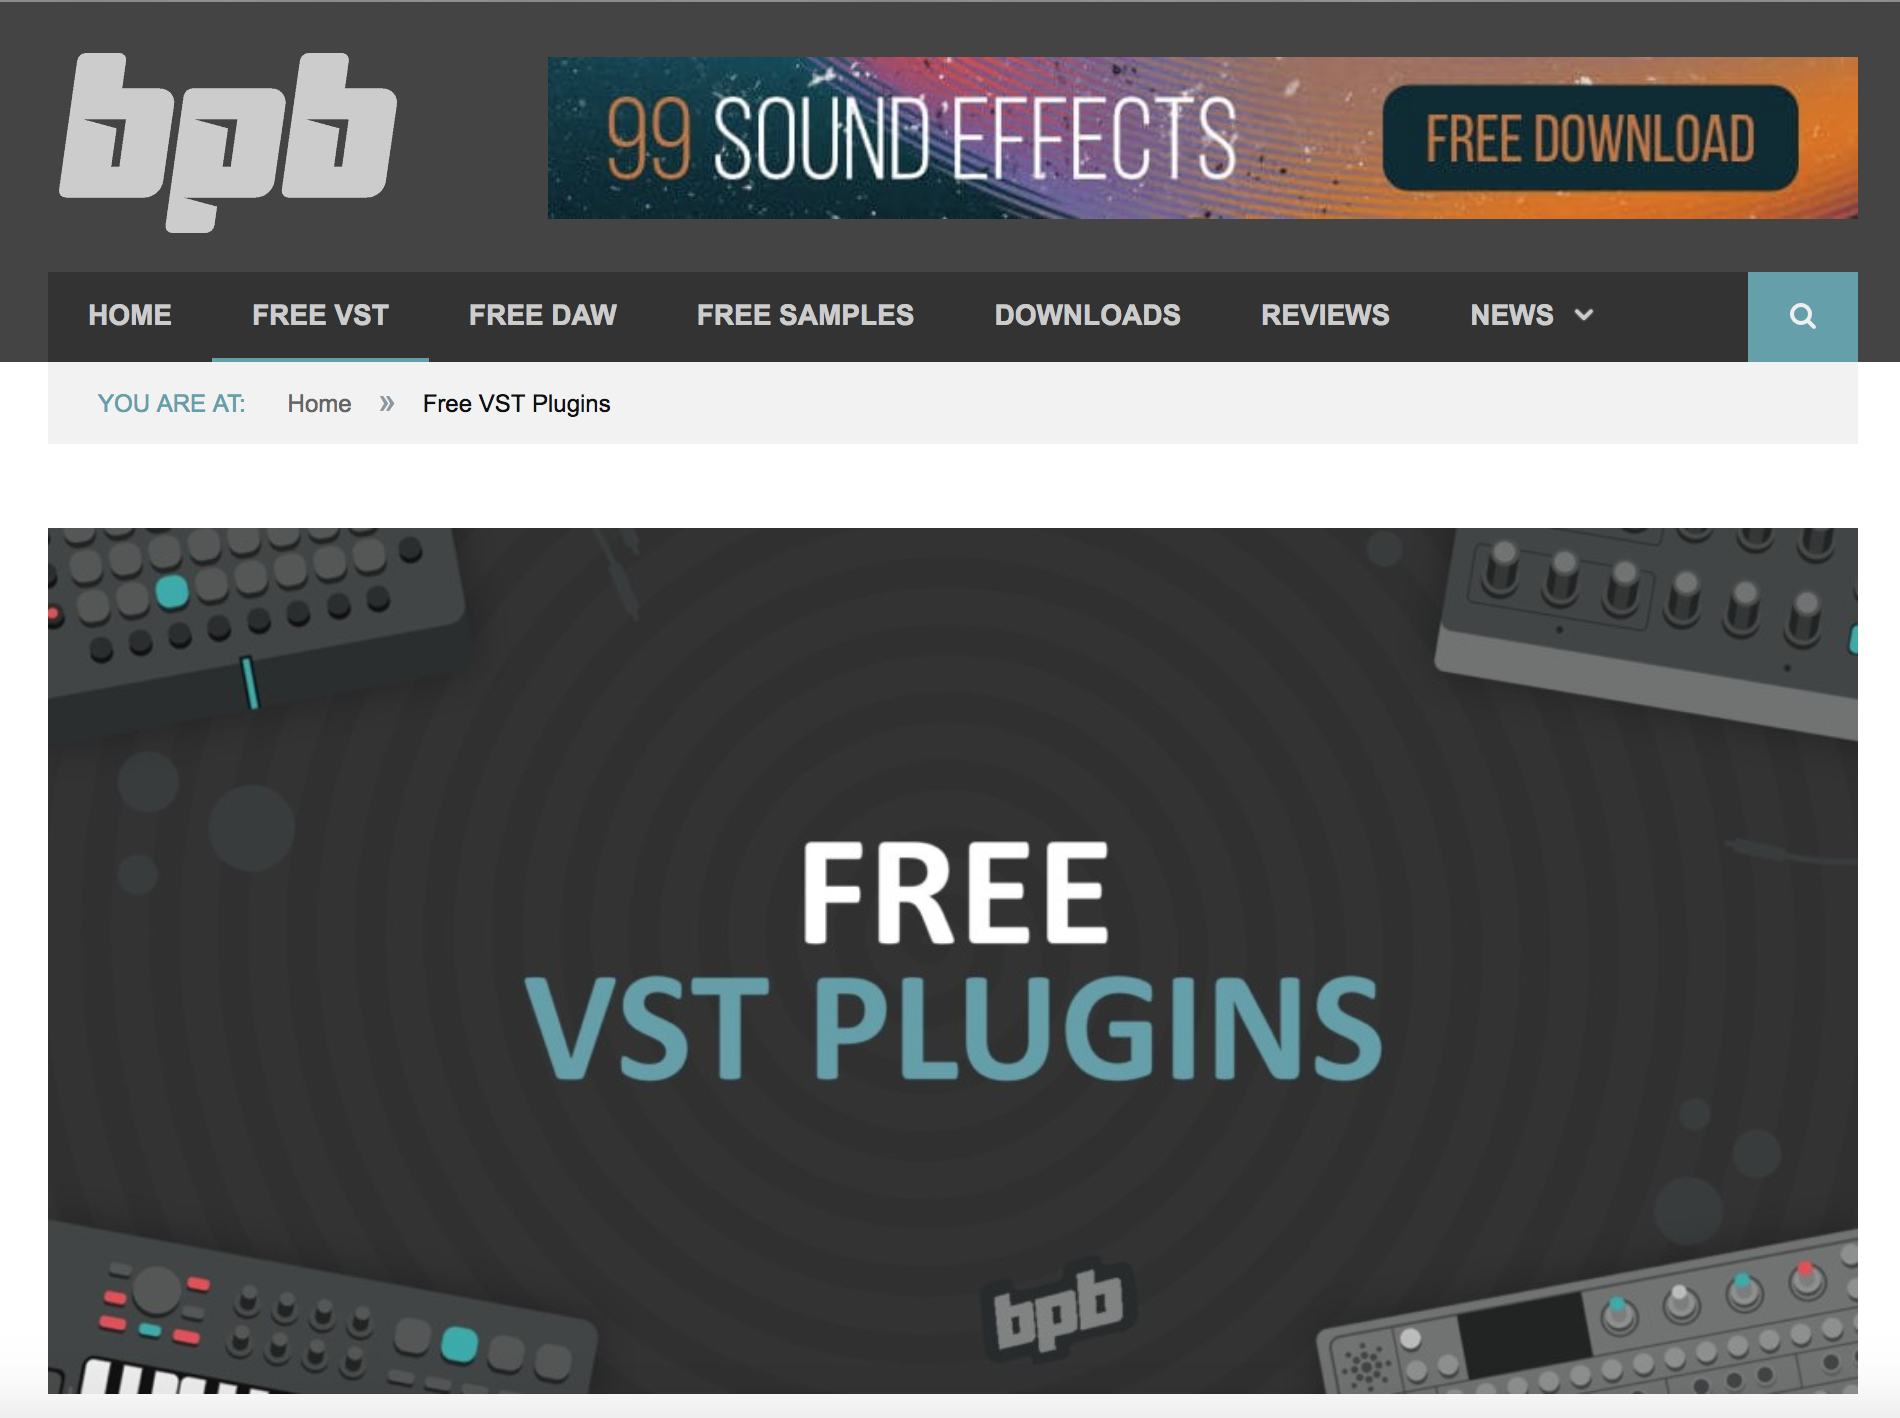 bpb
99 SOUND EFFECTS
FREE DOWNLOAD
HOME FREE VST FREE DAW FREE SAMPLES DOWNLOADS REVIEWS NEWS
YOU ARE AT: Home » Free VST Plugins
FREE
VST PLUGINS
bpb